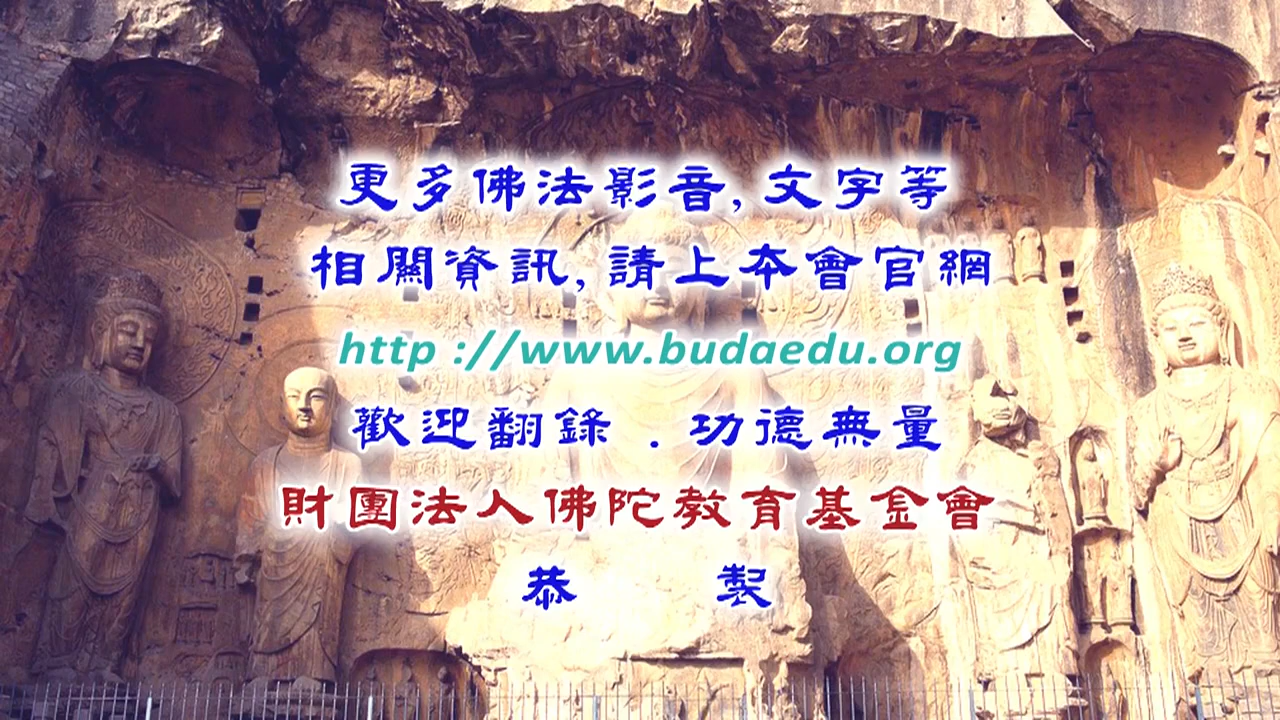 更多佛法影音,文字等
相關資訊,請上本會官網
http ://www.budaedu.org
歡迎翻錄 . 功德無量
財團法人佛陀教育基金會
恭 製